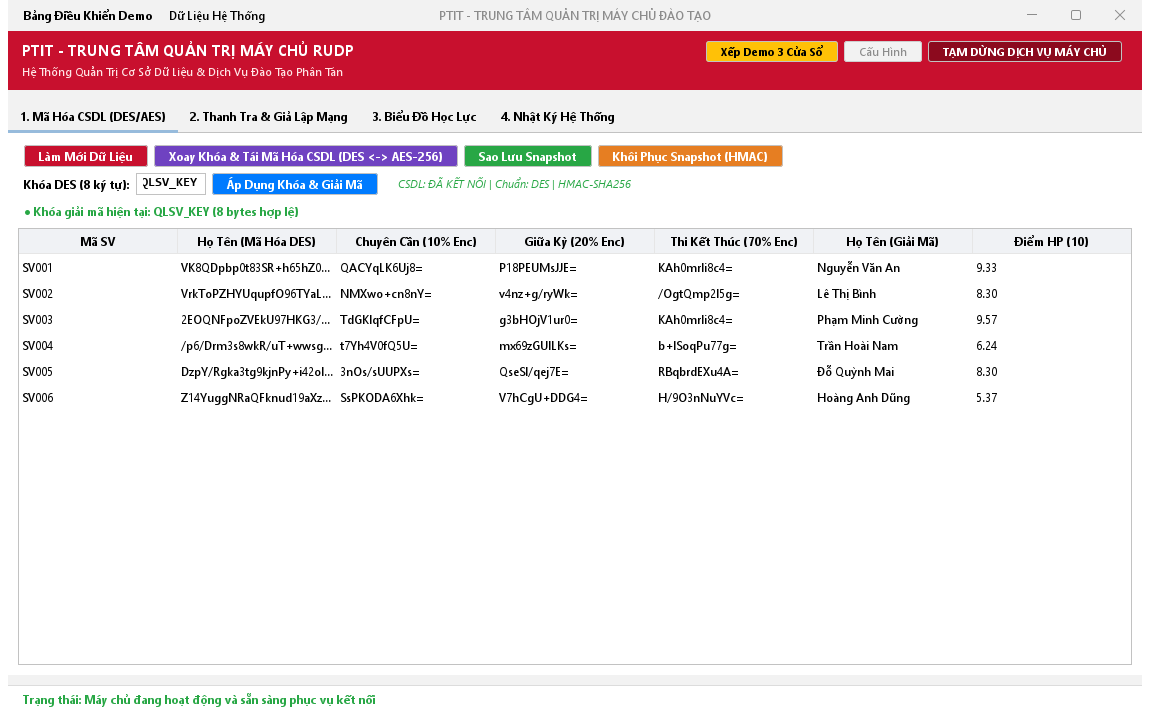 Bảng Điều Khiển Demo Dữ Liệu Hệ Thống PTIT - TRUNG TÂM QUẢN TRỊ MÁY CHỦ ĐÀO TẠO
PTIT - TRUNG TÂM QUẢN TRỊ MÁY CHỦ RUDP
Hệ Thống Quản Trị Cơ Sở Dữ Liệu & Dịch Vụ Đào Tạo Phân Tán
Xếp Demo 3 Cửa Sổ Cấu Hình TẠM DỪNG DỊCH VỤ MÁY CHỦ
1. Mã Hóa CSDL (DES/AES) 2. Thanh Tra & Giả Lập Mạng 3. Biểu Đồ Học Lực 4. Nhật Ký Hệ Thống
Làm Mới Dữ Liệu Xoay Khóa & Tái Mã Hóa CSDL (DES <-> AES-256) Sao Lưu Snapshot Khôi Phục Snapshot (HMAC)
Khóa DES (8 ký tự): QLSV_KEY Áp Dụng Khóa & Giải Mã CSDL: ĐÃ KẾT NỐI | Chuẩn: DES | HMAC-SHA256
● Khóa giải mã hiện tại: QLSV_KEY (8 bytes hợp lệ)
Mã SV Họ Tên (Mã Hóa DES) Chuyên Cần (10% Enc) Giữa Kỳ (20% Enc) Thi Kết Thúc (70% Enc) Họ Tên (Giải Mã) Điểm HP (10)
SV001 VK8QDpbp0t83SR+h65hZ0... QACYqLK6Uj8= P18PEUMsJJE= KAh0mrli8c4= Nguyễn Văn An 9.33
SV002 VrkToPZHYUqupfO96TYaL... NMXwo+cn8nY= v4nz+g/ryWk= /OgtQmp2I5g= Lê Thị Bình 8.30
SV003 2EOQNFpoZVEkU97HKG3/... TdGKlqfCFpU= g3bHOjV1ur0= KAh0mrli8c4= Phạm Minh Cường 9.57
SV004 /p6/Drm3s8wkR/uT+wwsg... t7Yh4V0fQ5U= mx69zGUlLKs= b+lSoqPu77g= Trần Hoài Nam 6.24
SV005 DzpY/Rgka3tg9kjnPy+i42ol... 3nOs/sUUPXs= QseSl/qej7E= RBqbrdEXu4A= Đỗ Quỳnh Mai 8.30
SV006 Z14YuggNRaQFknud19aXz... SsPKODA6Xhk= V7hCgU+DDG4= H/9O3nNuYVc= Hoàng Anh Dũng 5.37
Trạng thái: Máy chủ đang hoạt động và sẵn sàng phục vụ kết nối